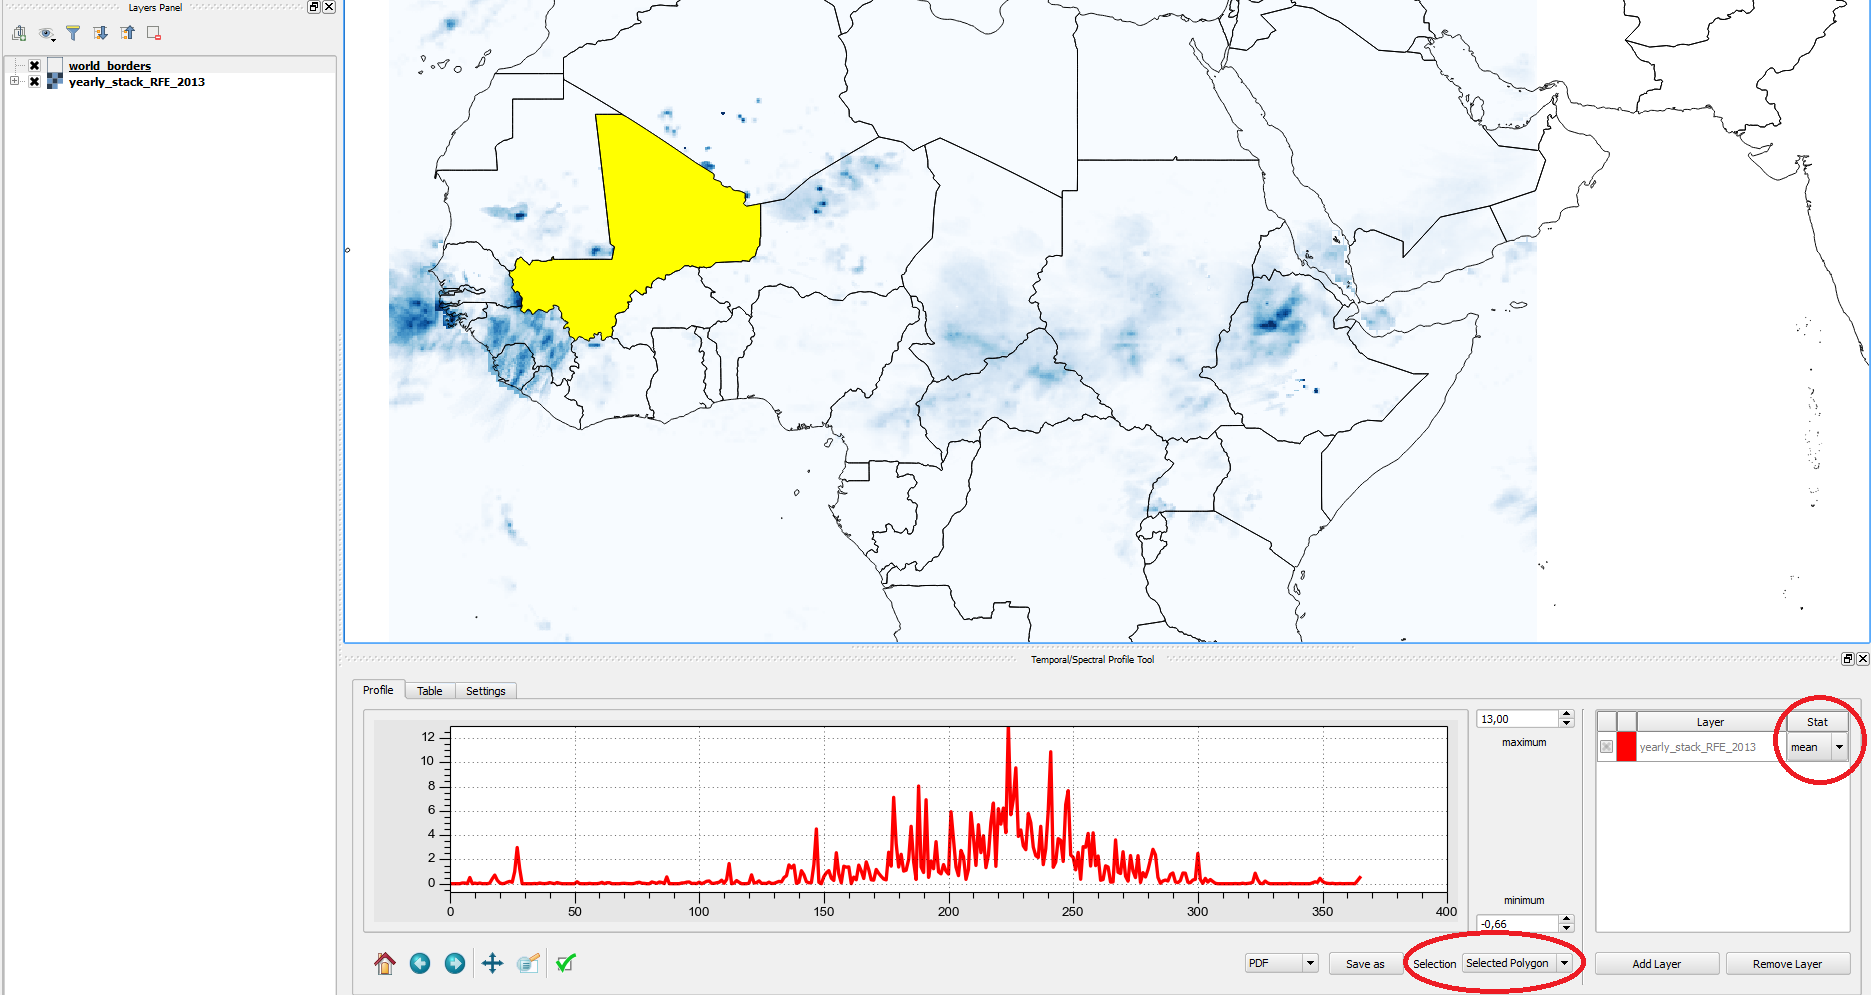 Layers Panel
world_borders
yearly_stack_RFE_2013
Temporal/Spectral Profile Tool
Profile Table Settings
12
10
8
6
4
2
0
0 50 100 150 200 250 300 350 400
13,00
maximum
minimum
-0,66
Layer Stat
yearly_stack_RFE_2013 mean
PDF Save as Selection Selected Polygon Add Layer Remove Layer